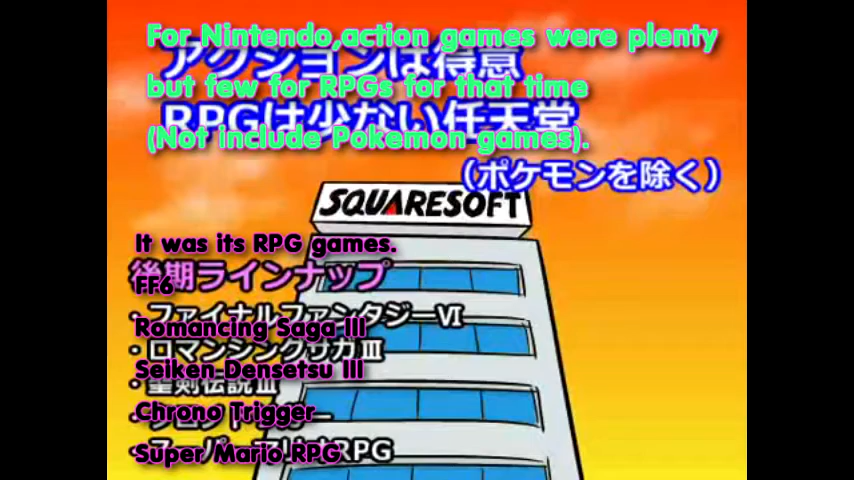 For Nintendo,action games were plenty
アクションは得意
but few for RPGs for that time
RPGは少ない任天堂
(Not include Pokemon games).
（ポケモンを除く）
SQUARESOFT
It was its RPG games.
後期ラインナップ
FF6
・ファイナルファンタジーVI
Romancing Saga III
・ロマンシングサガIII
Seiken Densetsu III
・聖剣伝説III
Chrono Trigger
Super Mario RPG